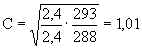 C = √(2,4/2,4 · 293/288) = 1,01